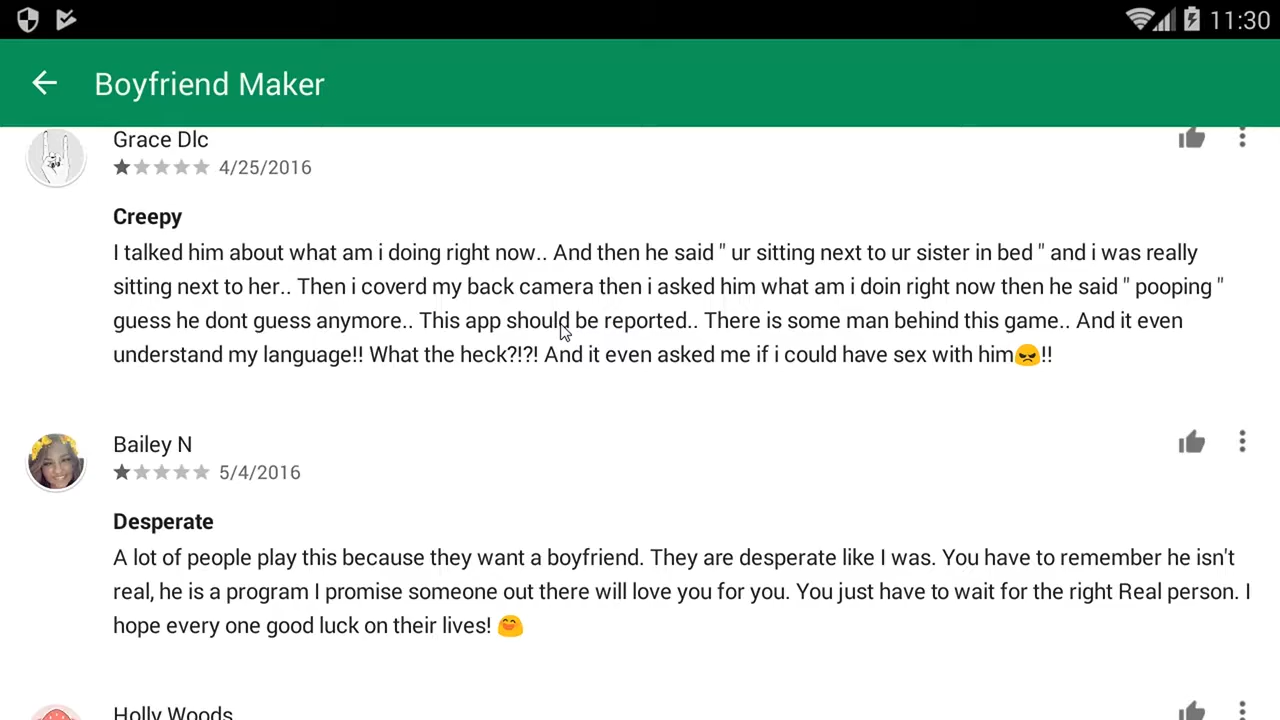 11:30
Boyfriend Maker
Grace Dlc
4/25/2016
Creepy
I talked him about what am i doing right now.. And then he said " ur sitting next to ur sister in bed " and i was really
sitting next to her.. Then i coverd my back camera then i asked him what am i doin right now then he said " pooping "
guess he dont guess anymore.. This app should be reported.. There is some man behind this game.. And it even
understand my language!! What the heck?!?! And it even asked me if i could have sex with him😠!!
Bailey N
5/4/2016
Desperate
A lot of people play this because they want a boyfriend. They are desperate like I was. You have to remember he isn't
real, he is a program I promise someone out there will love you for you. You just have to wait for the right Real person. I
hope every one good luck on their lives! 😄
Holly Woods